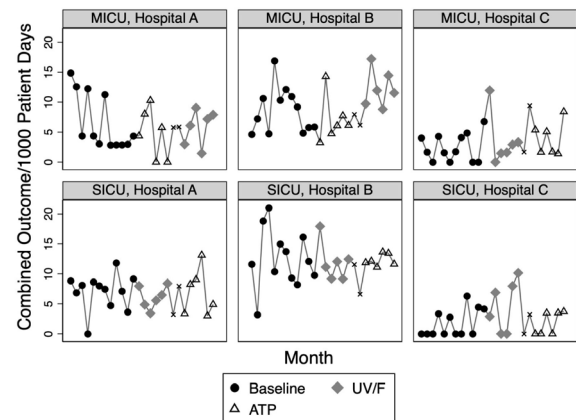 MICU, Hospital A
MICU, Hospital B
MICU, Hospital C
20
15
10
5
0
SICU, Hospital A
SICU, Hospital B
SICU, Hospital C
20
15
10
5
0
Combined Outcome/1000 Patient Days
Month
Baseline
UV/F
ATP